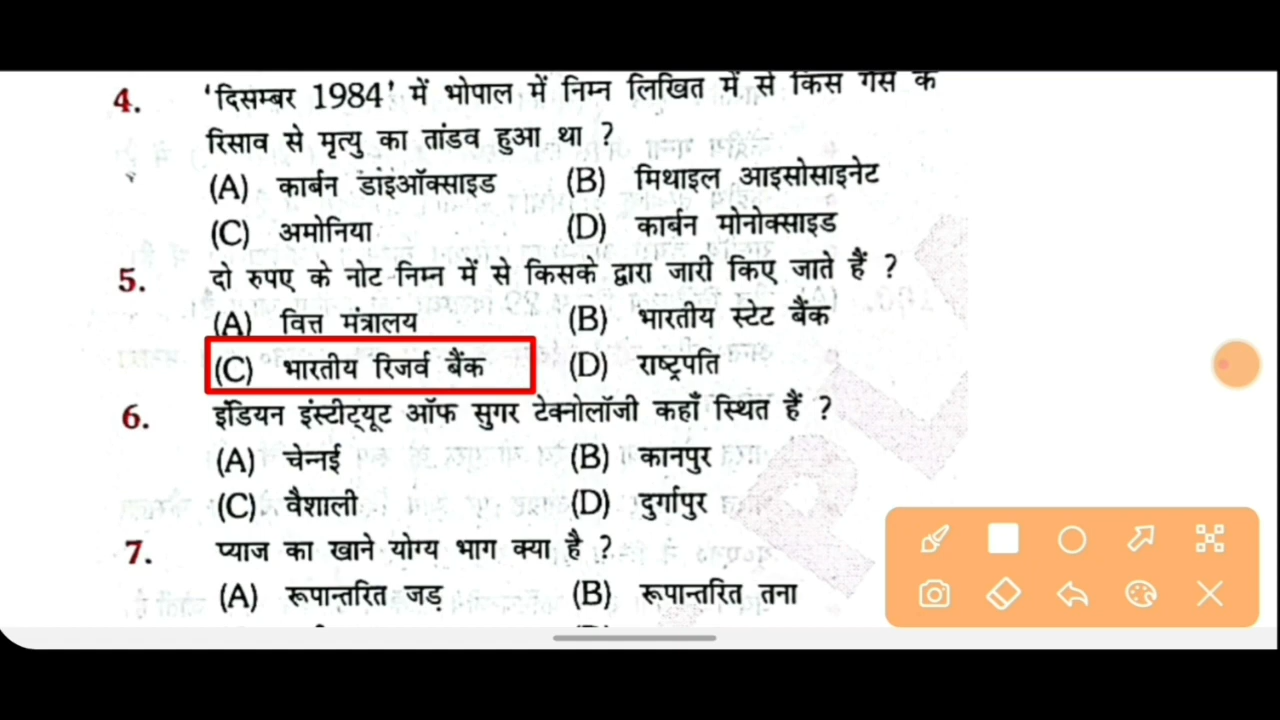 4. 'दिसम्बर 1984' में भोपाल में निम्न लिखित में से किस गैस के
रिसाव से मृत्यु का तांडव हुआ था ?
(A) कार्बन डाइऑक्साइड (B) मिथाइल आइसोसाइनेट
(C) अमोनिया (D) कार्बन मोनोक्साइड
5. दो रुपए के नोट निम्न में से किसके द्वारा जारी किए जाते हैं ?
(A) वित्त मंत्रालय (B) भारतीय स्टेट बैंक
(C) भारतीय रिजर्व बैंक (D) राष्ट्रपति
6. इंडियन इंस्टीट्यूट ऑफ सुगर टेक्नोलॉजी कहाँ स्थित हैं ?
(A) चेन्नई (B) कानपुर
(C) वैशाली (D) दुर्गापुर
7. प्याज का खाने योग्य भाग क्या है ?
(A) रूपान्तरित जड़ (B) रूपान्तरित तना